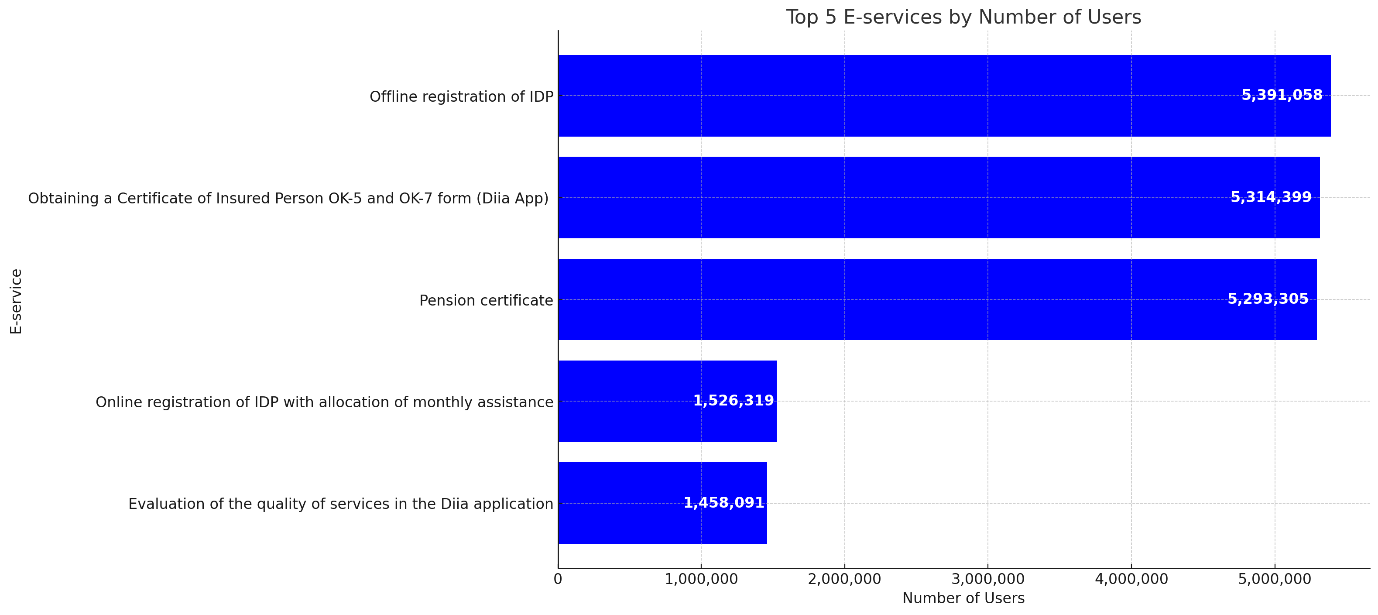 Top 5 E-services by Number of Users
Offline registration of IDP
5,391,058
Obtaining a Certificate of Insured Person OK-5 and OK-7 form (Diia App)
5,314,399
E-service
Pension certificate
5,293,305
Online registration of IDP with allocation of monthly assistance
1,526,319
Evaluation of the quality of services in the Diia application
1,458,091
0 1,000,000 2,000,000 3,000,000 4,000,000 5,000,000
Number of Users